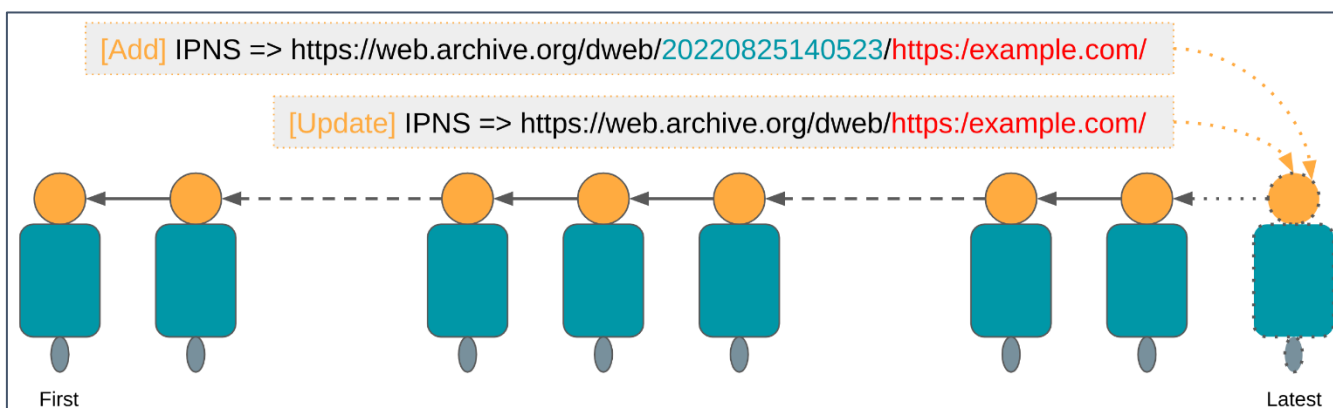 [Add] IPNS => https://web.archive.org/dweb/20220825140523/https:/example.com/
[Update] IPNS => https://web.archive.org/dweb/https:/example.com/
First
Latest